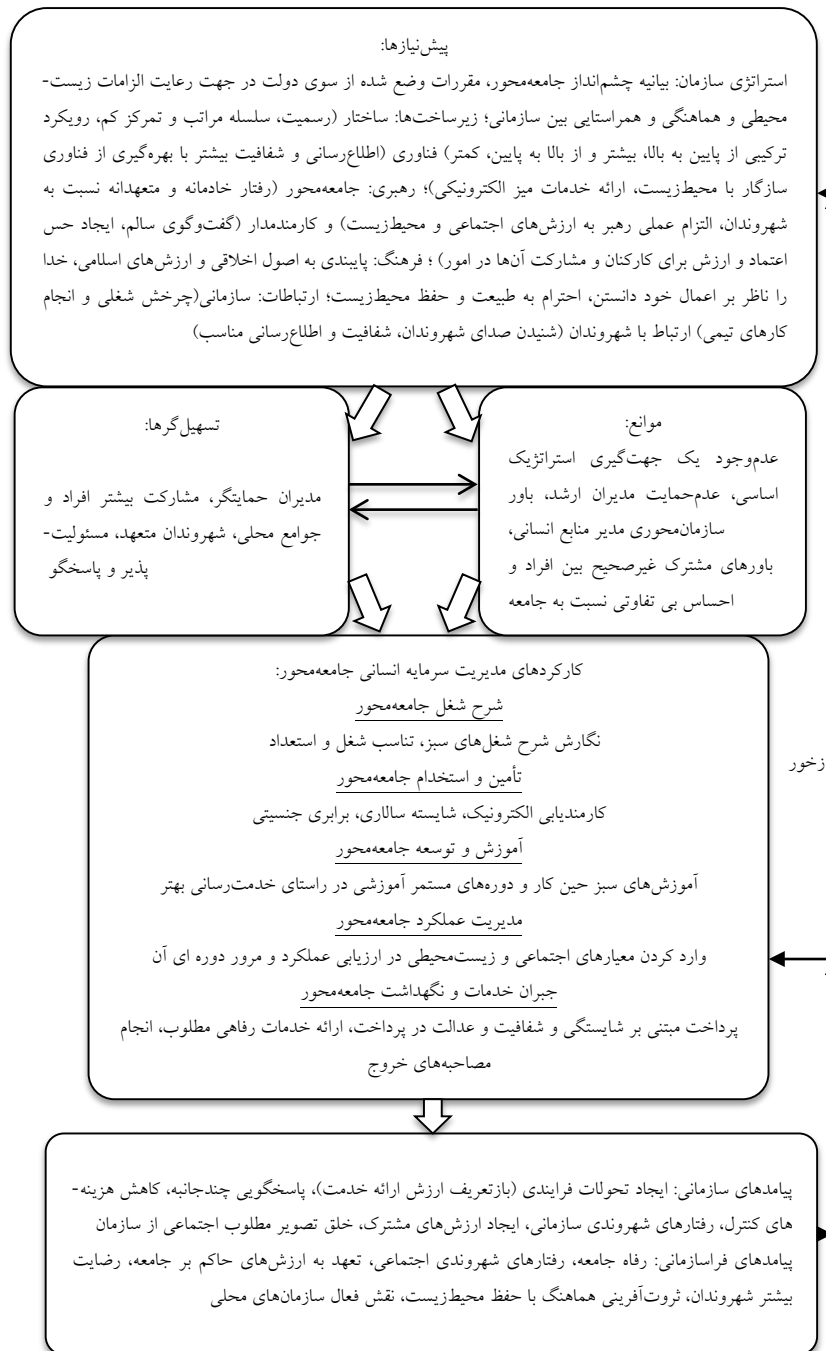 پیش‌نیازها:
استراتژی سازمان: بیانیه چشم‌انداز جامعه‌محور، مقررات وضع شده از سوی دولت در جهت رعایت الزامات زیست-
محیطی و هماهنگی و همراستایی بین سازمانی؛ زیرساخت‌ها: ساختار (رسمیت، سلسله مراتب و تمرکز کم، رویکرد
ترکیبی از پایین به بالا، بیشتر و از بالا به پایین، کمتر) فناوری (اطلاع‌رسانی و شفافیت بیشتر با بهره‌گیری از فناوری
سازگار با محیط‌زیست، ارائه خدمات میز الکترونیکی)؛ رهبری: جامعه‌محور (رفتار خادمانه و متعهدانه نسبت به
شهروندان، التزام عملی رهبر به ارزش‌های اجتماعی و محیط‌زیست) و کارمندمدار (گفت‌وگوی سالم، ایجاد حس
اعتماد و ارزش برای کارکنان و مشارکت آن‌ها در امور) ؛ فرهنگ: پایبندی به اصول اخلاقی و ارزش‌های اسلامی، خدا
را ناظر بر اعمال خود دانستن، احترام به طبیعت و حفظ محیط‌زیست؛ ارتباطات: سازمانی(چرخش شغلی و انجام
کارهای تیمی) ارتباط با شهروندان (شنیدن صدای شهروندان، شفافیت و اطلاع‌رسانی مناسب)
موانع:
عدم‌وجود یک جهت‌گیری استراتژیک
اساسی، عدم‌حمایت مدیران ارشد، باور
سازمان‌محوری مدیر منابع انسانی،
باورهای مشترک غیرصحیح بین افراد و
احساس بی تفاوتی نسبت به جامعه
تسهیل‌گرها:
مدیران حمایتگر، مشارکت بیشتر افراد و
جوامع محلی، شهروندان متعهد، مسئولیت-
پذیر و پاسخگو
کارکردهای مدیریت سرمایه انسانی جامعه‌محور:
شرح شغل جامعه‌محور
نگارش شرح شغل‌های سبز، تناسب شغل و استعداد
تأمین و استخدام جامعه‌محور
کارمندیابی الکترونیک، شایسته سالاری، برابری جنسیتی
آموزش و توسعه جامعه‌محور
آموزش‌های سبز حین کار و دوره‌های مستمر آموزشی در راستای خدمت‌رسانی بهتر
مدیریت عملکرد جامعه‌محور
وارد کردن معیارهای اجتماعی و زیست‌محیطی در ارزیابی عملکرد و مرور دوره ای آن
جبران خدمات و نگهداشت جامعه‌محور
پرداخت مبتنی بر شایستگی و شفافیت و عدالت در پرداخت، ارائه خدمات رفاهی مطلوب، انجام
مصاحبه‌های خروج
زخور
پیامدهای سازمانی: ایجاد تحولات فرایندی (بازتعریف ارزش ارائه خدمت)، پاسخگویی چندجانبه، کاهش هزینه-
های کنترل، رفتارهای شهروندی سازمانی، ایجاد ارزش‌های مشترک، خلق تصویر مطلوب اجتماعی از سازمان
پیامدهای فراسازمانی: رفاه جامعه، رفتارهای شهروندی اجتماعی، تعهد به ارزش‌های حاکم بر جامعه، رضایت
بیشتر شهروندان، ثروت‌آفرینی هماهنگ با حفظ محیط‌زیست، نقش فعال سازمان‌های محلی